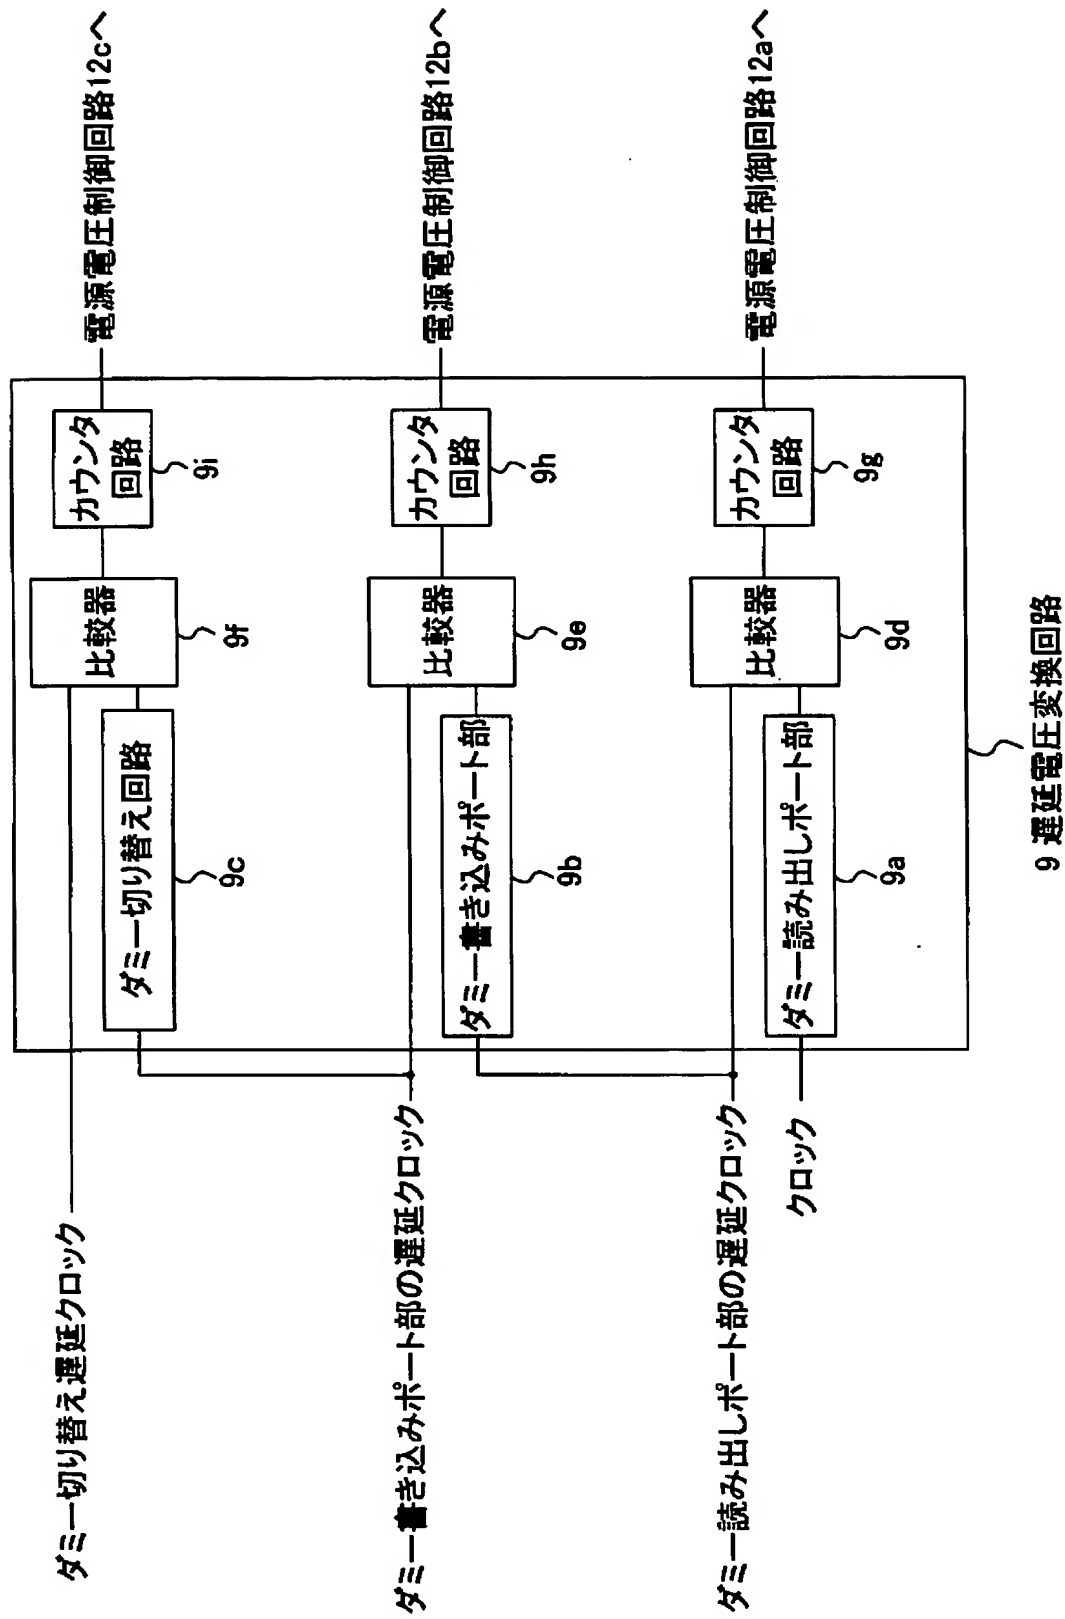 ダミー切り替え遅延クロック
ダミー切り替え回路
9c
比較器
9f
カウンタ
回路
9i
電源電圧制御回路12cへ
ダミー書き込みポート部の遅延クロック
ダミー書き込みポート部
9b
比較器
9e
カウンタ
回路
9h
電源電圧制御回路12bへ
ダミー読み出しポート部の遅延クロック
クロック
ダミー読み出しポート部
9a
比較器
9d
カウンタ
回路
9g
電源電圧制御回路12aへ
9 遅延電圧変換回路